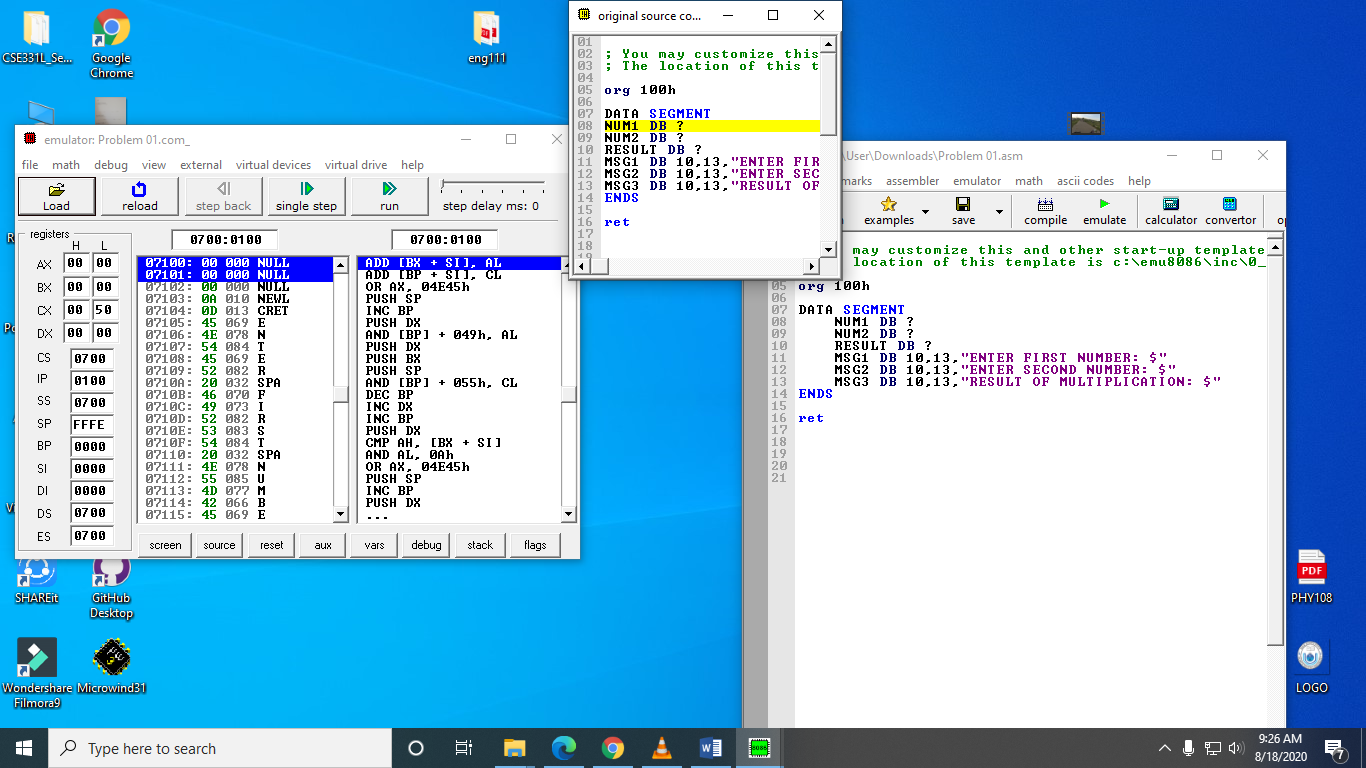 CSE331L_Se...
Google
Chrome
eng111
SHAREit
GitHub
Desktop
Wondershare
Filmora9
Microwind31
PDF
PHY108
LOGO
emulator: Problem 01.com_
file math debug view external virtual devices virtual drive help
Load
reload
step back
single step
run
step delay ms: 0
registers
H L
AX 00 00
BX 00 00
CX 00 50
DX 00 00
CS 0700
IP 0100
SS 0700
SP FFFE
BP 0000
SI 0000
DI 0000
DS 0700
ES 0700
0700:0100
07100: 00 000 NULL
07101: 00 000 NULL
07102: 00 000 NULL
07103: 0A 010 NEWL
07104: 0D 013 CRET
07105: 45 069 E
07106: 4E 078 N
07107: 54 084 T
07108: 45 069 E
07109: 52 082 R
0710A: 20 032 SPA
0710B: 46 070 F
0710C: 49 073 I
0710D: 52 082 R
0710E: 53 083 S
0710F: 54 084 T
07110: 20 032 SPA
07111: 4E 078 N
07112: 55 085 U
07113: 4D 077 M
07114: 42 066 B
07115: 45 069 E
0700:0100
ADD [BX + SI], AL
ADD [BP + SI], CL
OR AX, 04E45h
PUSH SP
INC BP
PUSH DX
AND [BP] + 049h, AL
PUSH DX
PUSH BX
PUSH SP
AND [BP] + 055h, CL
DEC BP
INC DX
INC BP
PUSH DX
CMP AH, [BX + SI]
AND AL, 0Ah
OR AX, 04E45h
PUSH SP
INC BP
PUSH DX
...
screen source reset aux vars debug stack flags
original source co...
01
02 ; You may customize this
03 ; The location of this t
04
05 org 100h
06
07 DATA SEGMENT
08 NUM1 DB ?
09 NUM2 DB ?
10 RESULT DB ?
11 MSG1 DB 10,13,"ENTER FIR
12 MSG2 DB 10,13,"ENTER SEC
13 MSG3 DB 10,13,"RESULT OF
14 ENDS
15
16 ret
17
18
\User\Downloads\Problem 01.asm
marks assembler emulator math ascii codes help
examples save compile emulate calculator convertor
may customize this and other start-up template
location of this template is c:\emu8086\inc\0_
05 org 100h
06
07 DATA SEGMENT
08 NUM1 DB ?
09 NUM2 DB ?
10 RESULT DB ?
11 MSG1 DB 10,13,"ENTER FIRST NUMBER: $"
12 MSG2 DB 10,13,"ENTER SECOND NUMBER: $"
13 MSG3 DB 10,13,"RESULT OF MULTIPLICATION: $"
14 ENDS
15
16 ret
17
18
19
20
21
Type here to search
8086
9:26 AM
8/18/2020
7